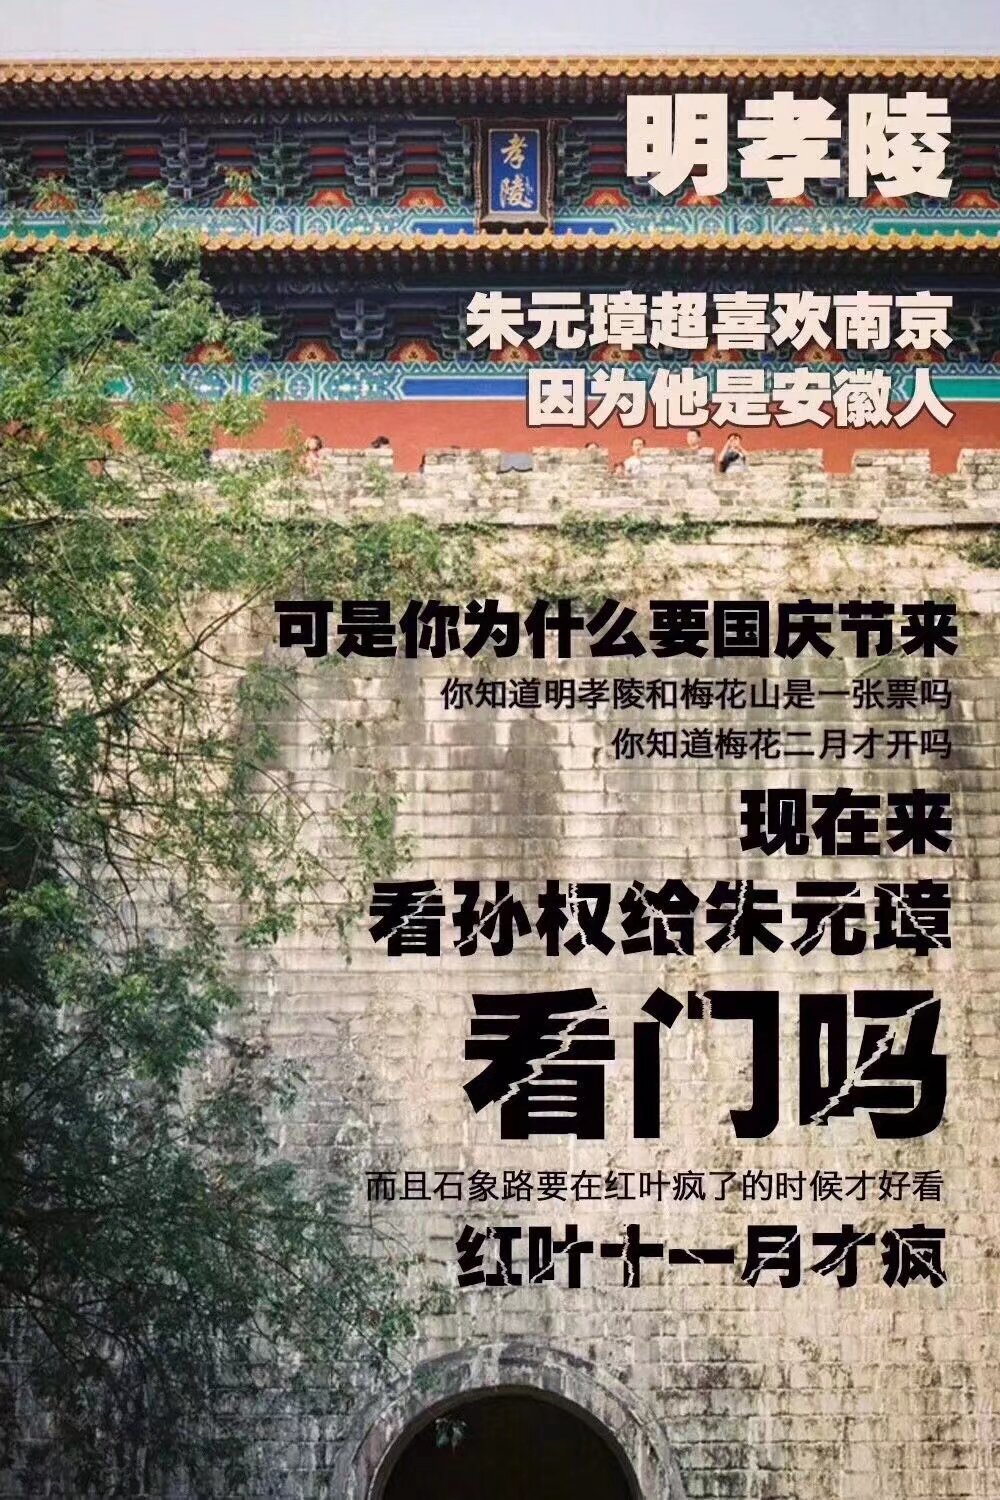 孝陵
明孝陵
朱元璋超喜欢南京
因为他是安徽人
可是你为什么要国庆节来
你知道明孝陵和梅花山是一张票吗
你知道梅花二月才开吗
现在来
看孙权给朱元璋
看门吗
而且石象路要在红叶疯了的时候才好看
红叶十一月才疯